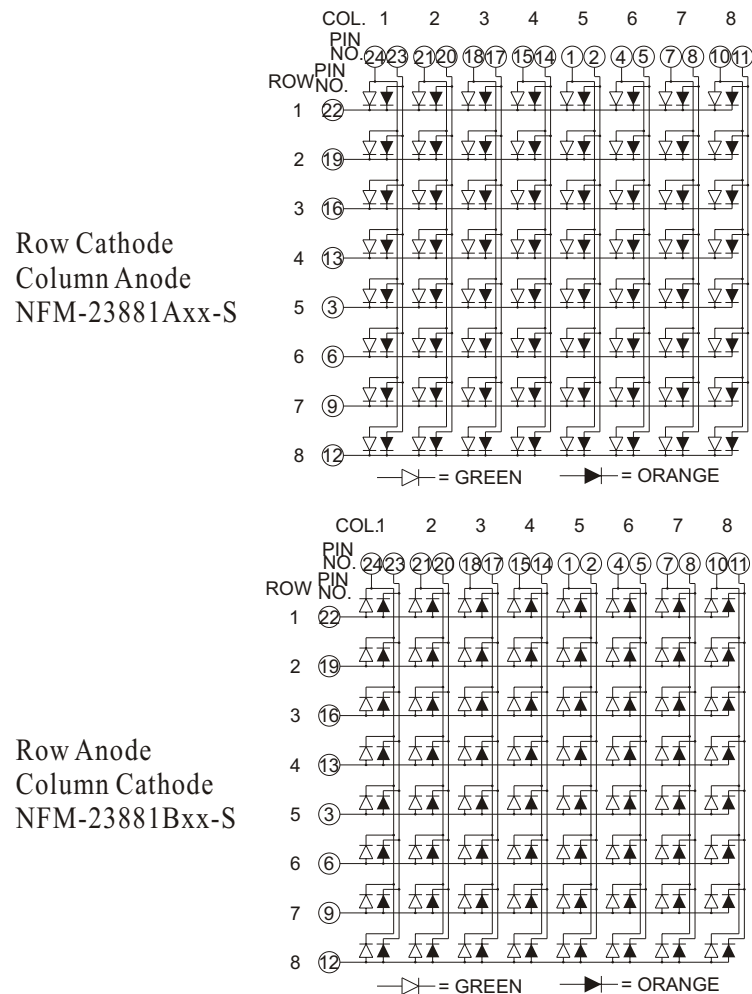 COL. 1 2 3 4 5 6 7 8
PIN
NO. 24 23 21 20 18 17 15 14 1 2 4 5 7 8 10 11
PIN
ROW NO.
1 22
2 19
3 16
Row Cathode
Column Anode
NFM-23881Axx-S
4 13
5 3
6 6
7 9
8 12
= GREEN = ORANGE
COL.1 2 3 4 5 6 7 8
PIN
NO. 24 23 21 20 18 17 15 14 1 2 4 5 7 8 10 11
PIN
ROW NO.
1 22
2 19
3 16
Row Anode
Column Cathode
NFM-23881Bxx-S
4 13
5 3
6 6
7 9
8 12
= GREEN = ORANGE